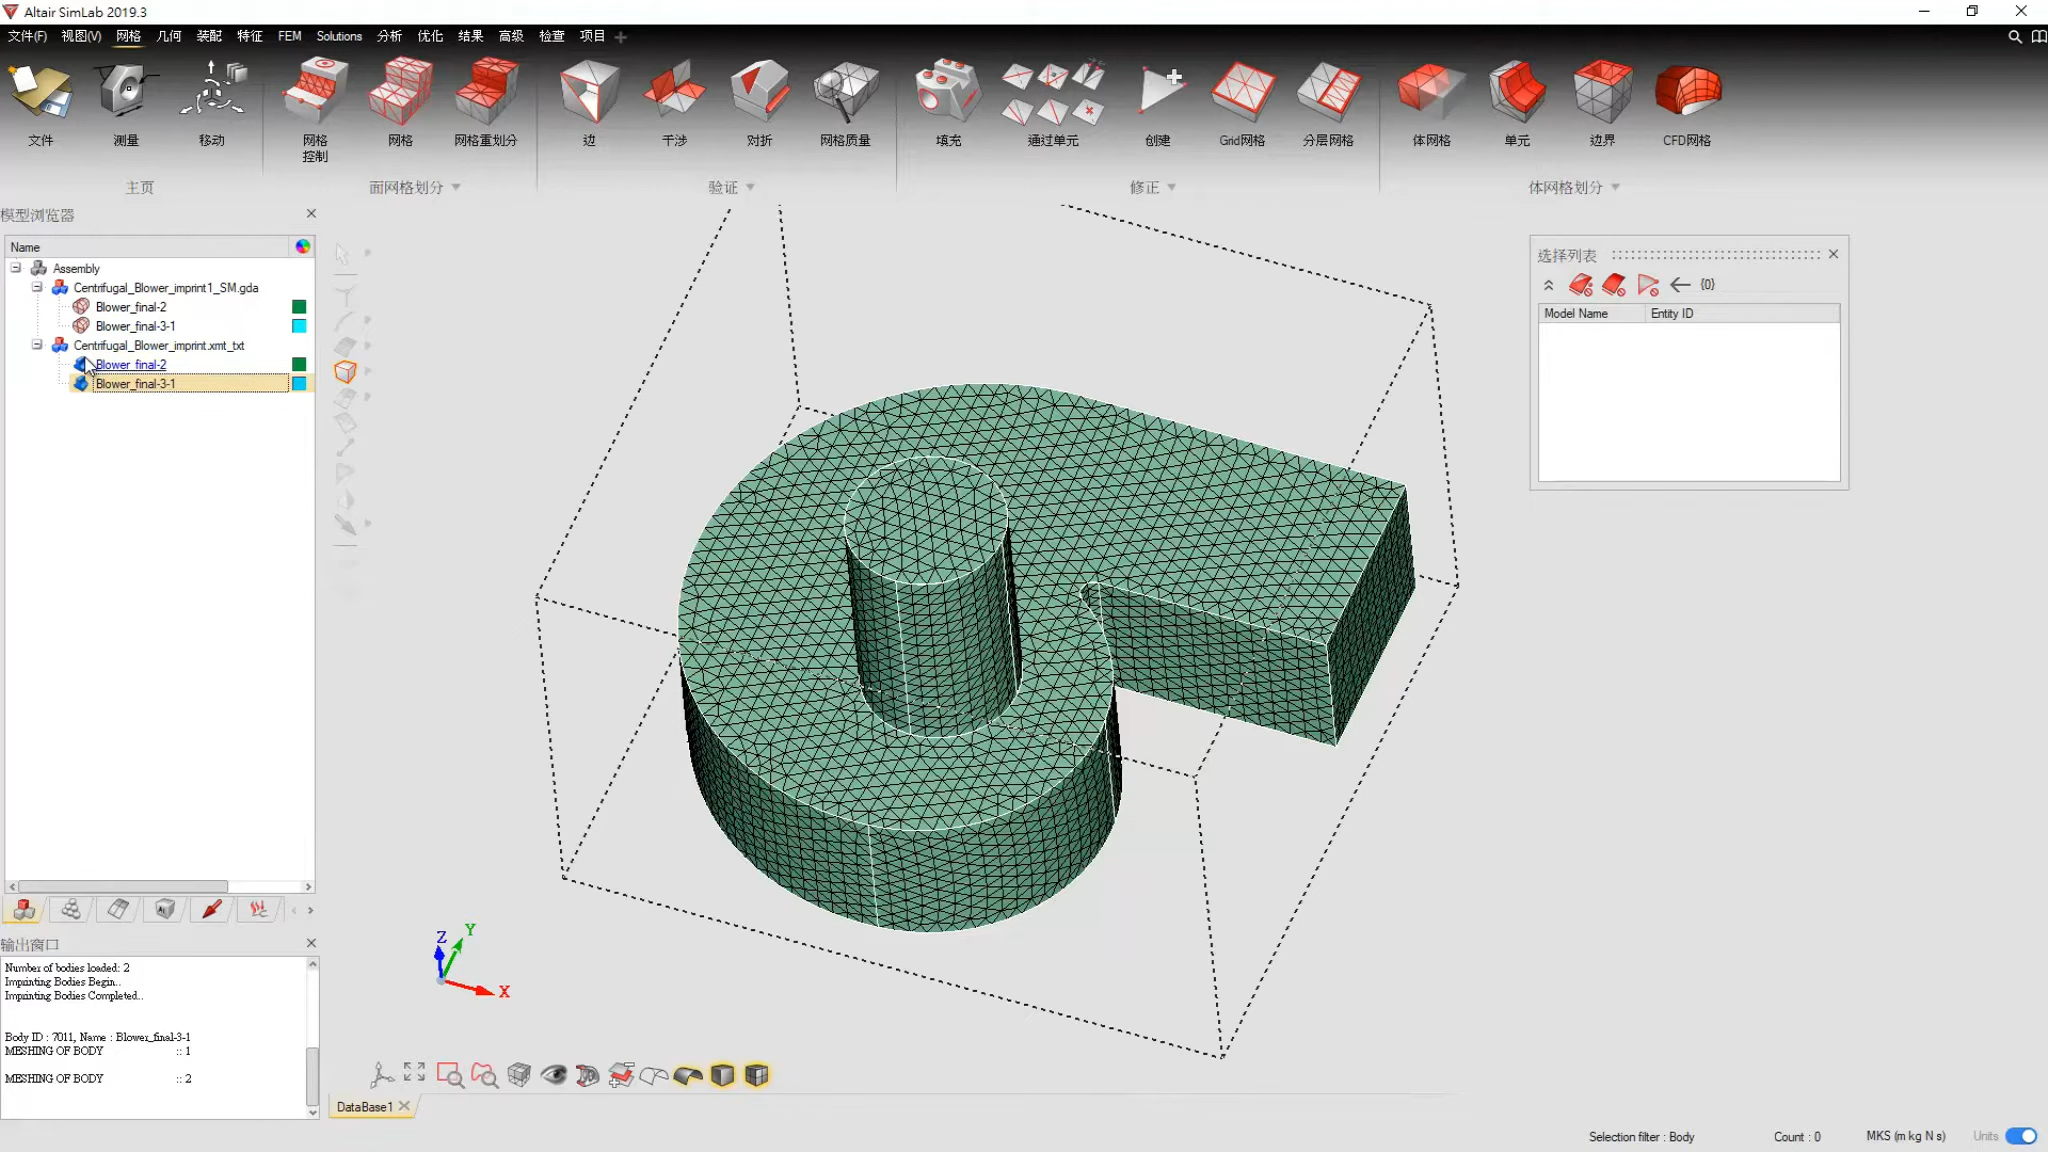 Altair SimLab 2019.3
文件(F) 视图(V) 网格 几何 装配 特征 FEM Solutions 分析 优化 结果 高级 检查 项目
文件 测量 移动 网格控制 网格 网格重划分 边 干涉 对折 网格质量 填充 通过单元 创建 Grid网格 分层网格 体网格 单元 边界 CFD网格
主页 面网格划分 验证 修正 体网格划分
模型浏览器
Name
Assembly
Centrifugal_Blower_imprint1_SM.gda
Blower_final-2
Blower_final-3-1
Centrifugal_Blower_imprint.xmt_txt
Blower_final-2
Blower_final-3-1
选择列表
{0}
Model Name Entity ID
Z
Y
X
输出窗口
Number of bodies loaded: 2
Imprinting Bodies Begin..
Imprinting Bodies Completed..
Body ID : 7011, Name : Blower_final-3-1
MESHING OF BODY :: 1
MESHING OF BODY :: 2
DataBase1
Selection filter : Body Count : 0 MKS (m kg N s) Units